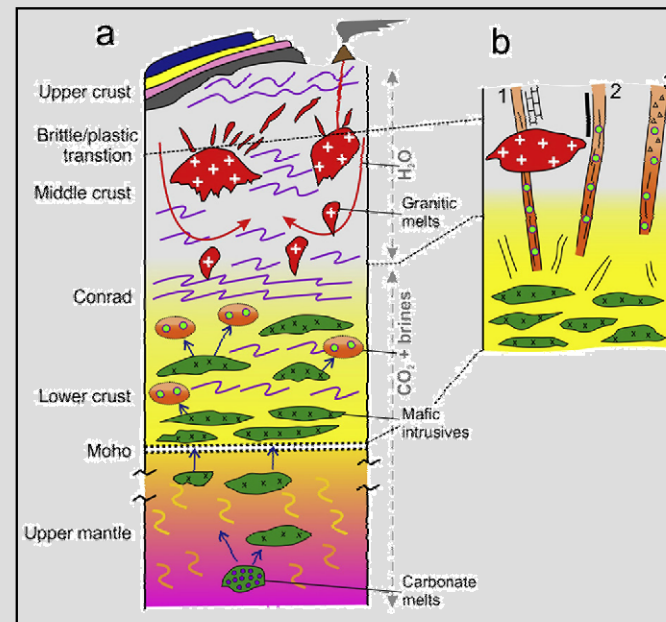 a
b
Upper crust
Brittle/plastic
transtion
Middle crust
Conrad
Lower crust
Moho
Upper mantle
H₂O
Granitic
melts
CO₂ + brines
Mafic
intrusives
Carbonate
melts
1
2